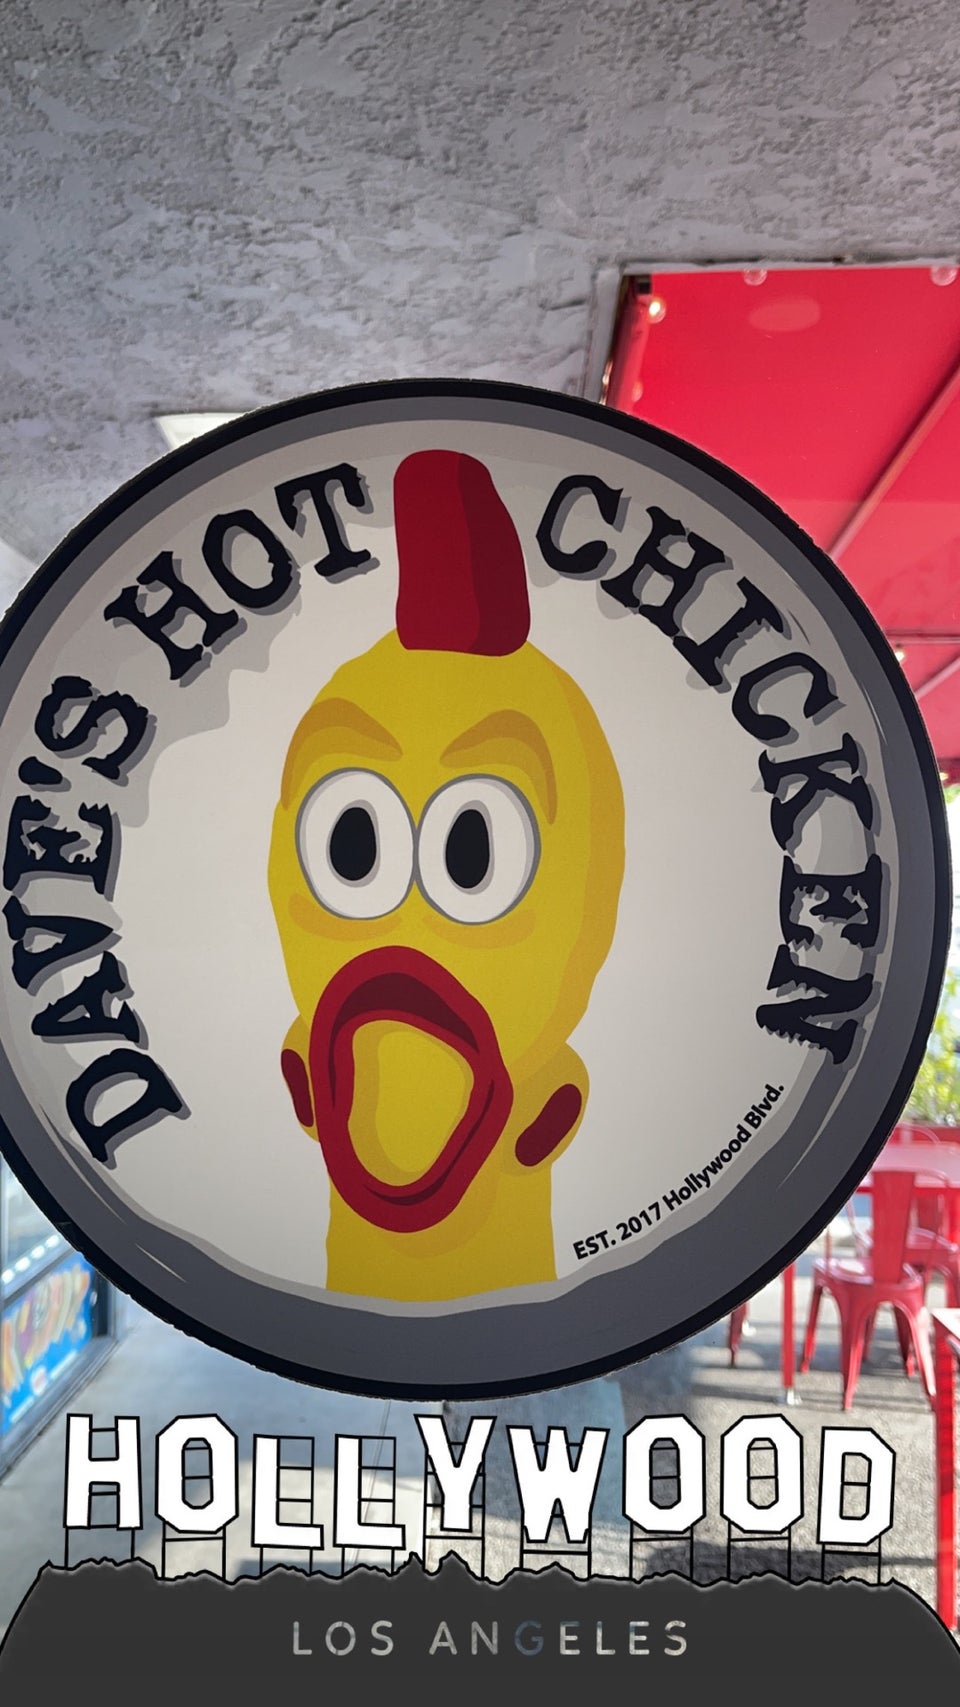 DAVE'S HOT CHICKEN
EST. 2017 Hollywood Blvd.
HOLLYWOOD
LOS ANGELES